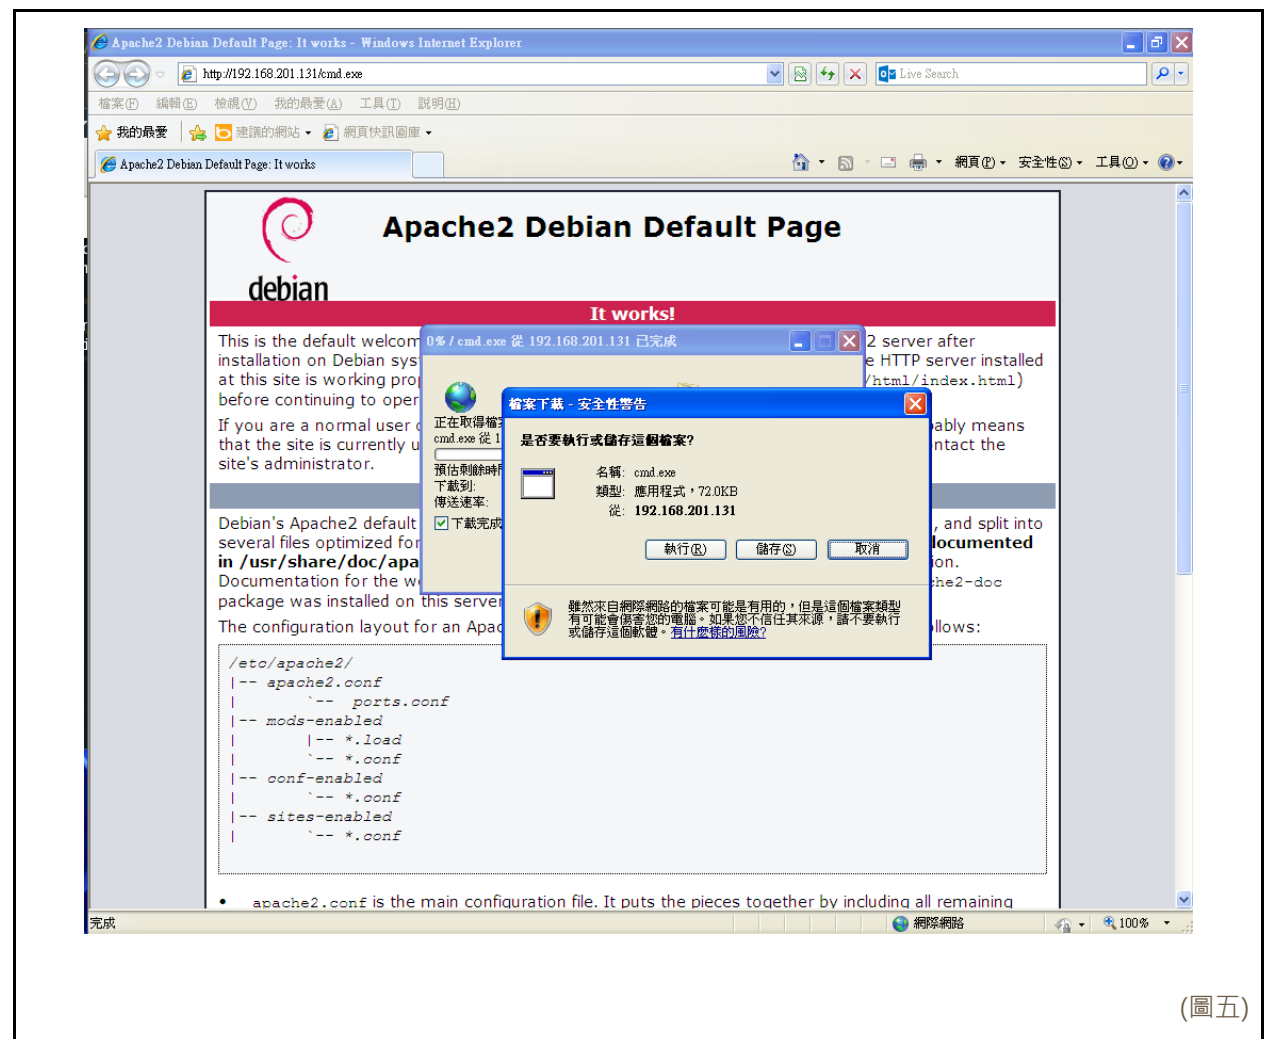 Apache2 Debian Default Page: It works - Windows Internet Explorer
http://192.168.201.131/cmd.exe
Live Search
檔案(F) 編輯(E) 檢視(V) 我的最愛(A) 工具(T) 說明(H)
我的最愛 建議的網站 網頁快訊圖庫
Apache2 Debian Default Page: It works
網頁(P) 安全性(S) 工具(O)
debian
Apache2 Debian Default Page
It works!
This is the default welcom
2 server after
installation on Debian sys
e HTTP server installed
at this site is working prop
/html/index.html)
before continuing to oper
If you are a normal user
bably means
that the site is currently u
ntact the
site's administrator.
0% / cmd.exe 從 192.168.201.131 已完成
正在取得檔
cmd.exe 從 1
預估剩餘時
下載到:
傳送速率:
下載完成
檔案下載 - 安全性警告
是否要執行或儲存這個檔案?
名稱: cmd.exe
類型: 應用程式,72.0KB
從: 192.168.201.131
執行(R) 儲存(S) 取消
雖然來自網際網路的檔案可能是有用的,但是這個檔案類型
有可能會傷害您的電腦。如果您不信任其來源,請不要執行
或儲存這個軟體。有什麼樣的風險?
Debian's Apache2 default
, and split into
several files optimized for
documented
in /usr/share/doc/apa
ion.
Documentation for the w
che2-doc
package was installed on this server
The configuration layout for an Apac
llows:
/etc/apache2/
|-- apache2.conf
|       `--  ports.conf
|-- mods-enabled
|       |-- *.load
|       `-- *.conf
|-- conf-enabled
|       `-- *.conf
|-- sites-enabled
|       `-- *.conf
• apache2.conf is the main configuration file. It puts the pieces together by including all remaining
完成
網際網路
100%
(圖五)